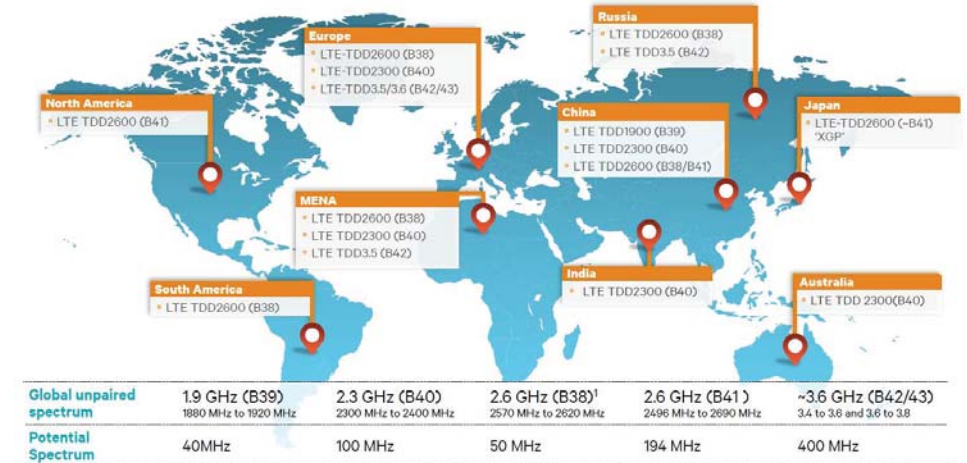 Russia
• LTE TDD2600 (B38)
• LTE TDD3.5 (B42)
Europe
• LTE-TDD2600 (B38)
• LTE-TDD2300 (B40)
• LTE-TDD3.5/3.6 (B42/43)
North America
• LTE TDD2600 (B41)
China
• LTE TDD1900 (B39)
• LTE TDD2300 (B40)
• LTE TDD2600 (B38/B41)
Japan
• LTE-TDD2600 (~B41)
'XGP'
MENA
• LTE TDD2600 (B38)
• LTE TDD2300 (B40)
• LTE TDD3.5 (B42)
South America
• LTE TDD2600 (B38)
India
• LTE TDD2300 (B40)
Australia
• LTE TDD 2300(B40)
Global unpaired spectrum
1.9 GHz (B39)
1880 MHz to 1920 MHz
2.3 GHz (B40)
2300 MHz to 2400 MHz
2.6 GHz (B38)¹
2570 MHz to 2620 MHz
2.6 GHz (B41 )
2496 MHz to 2690 MHz
~3.6 GHz (B42/43)
3.4 to 3.6 and 3.6 to 3.8
Potential Spectrum
40MHz
100 MHz
50 MHz
194 MHz
400 MHz